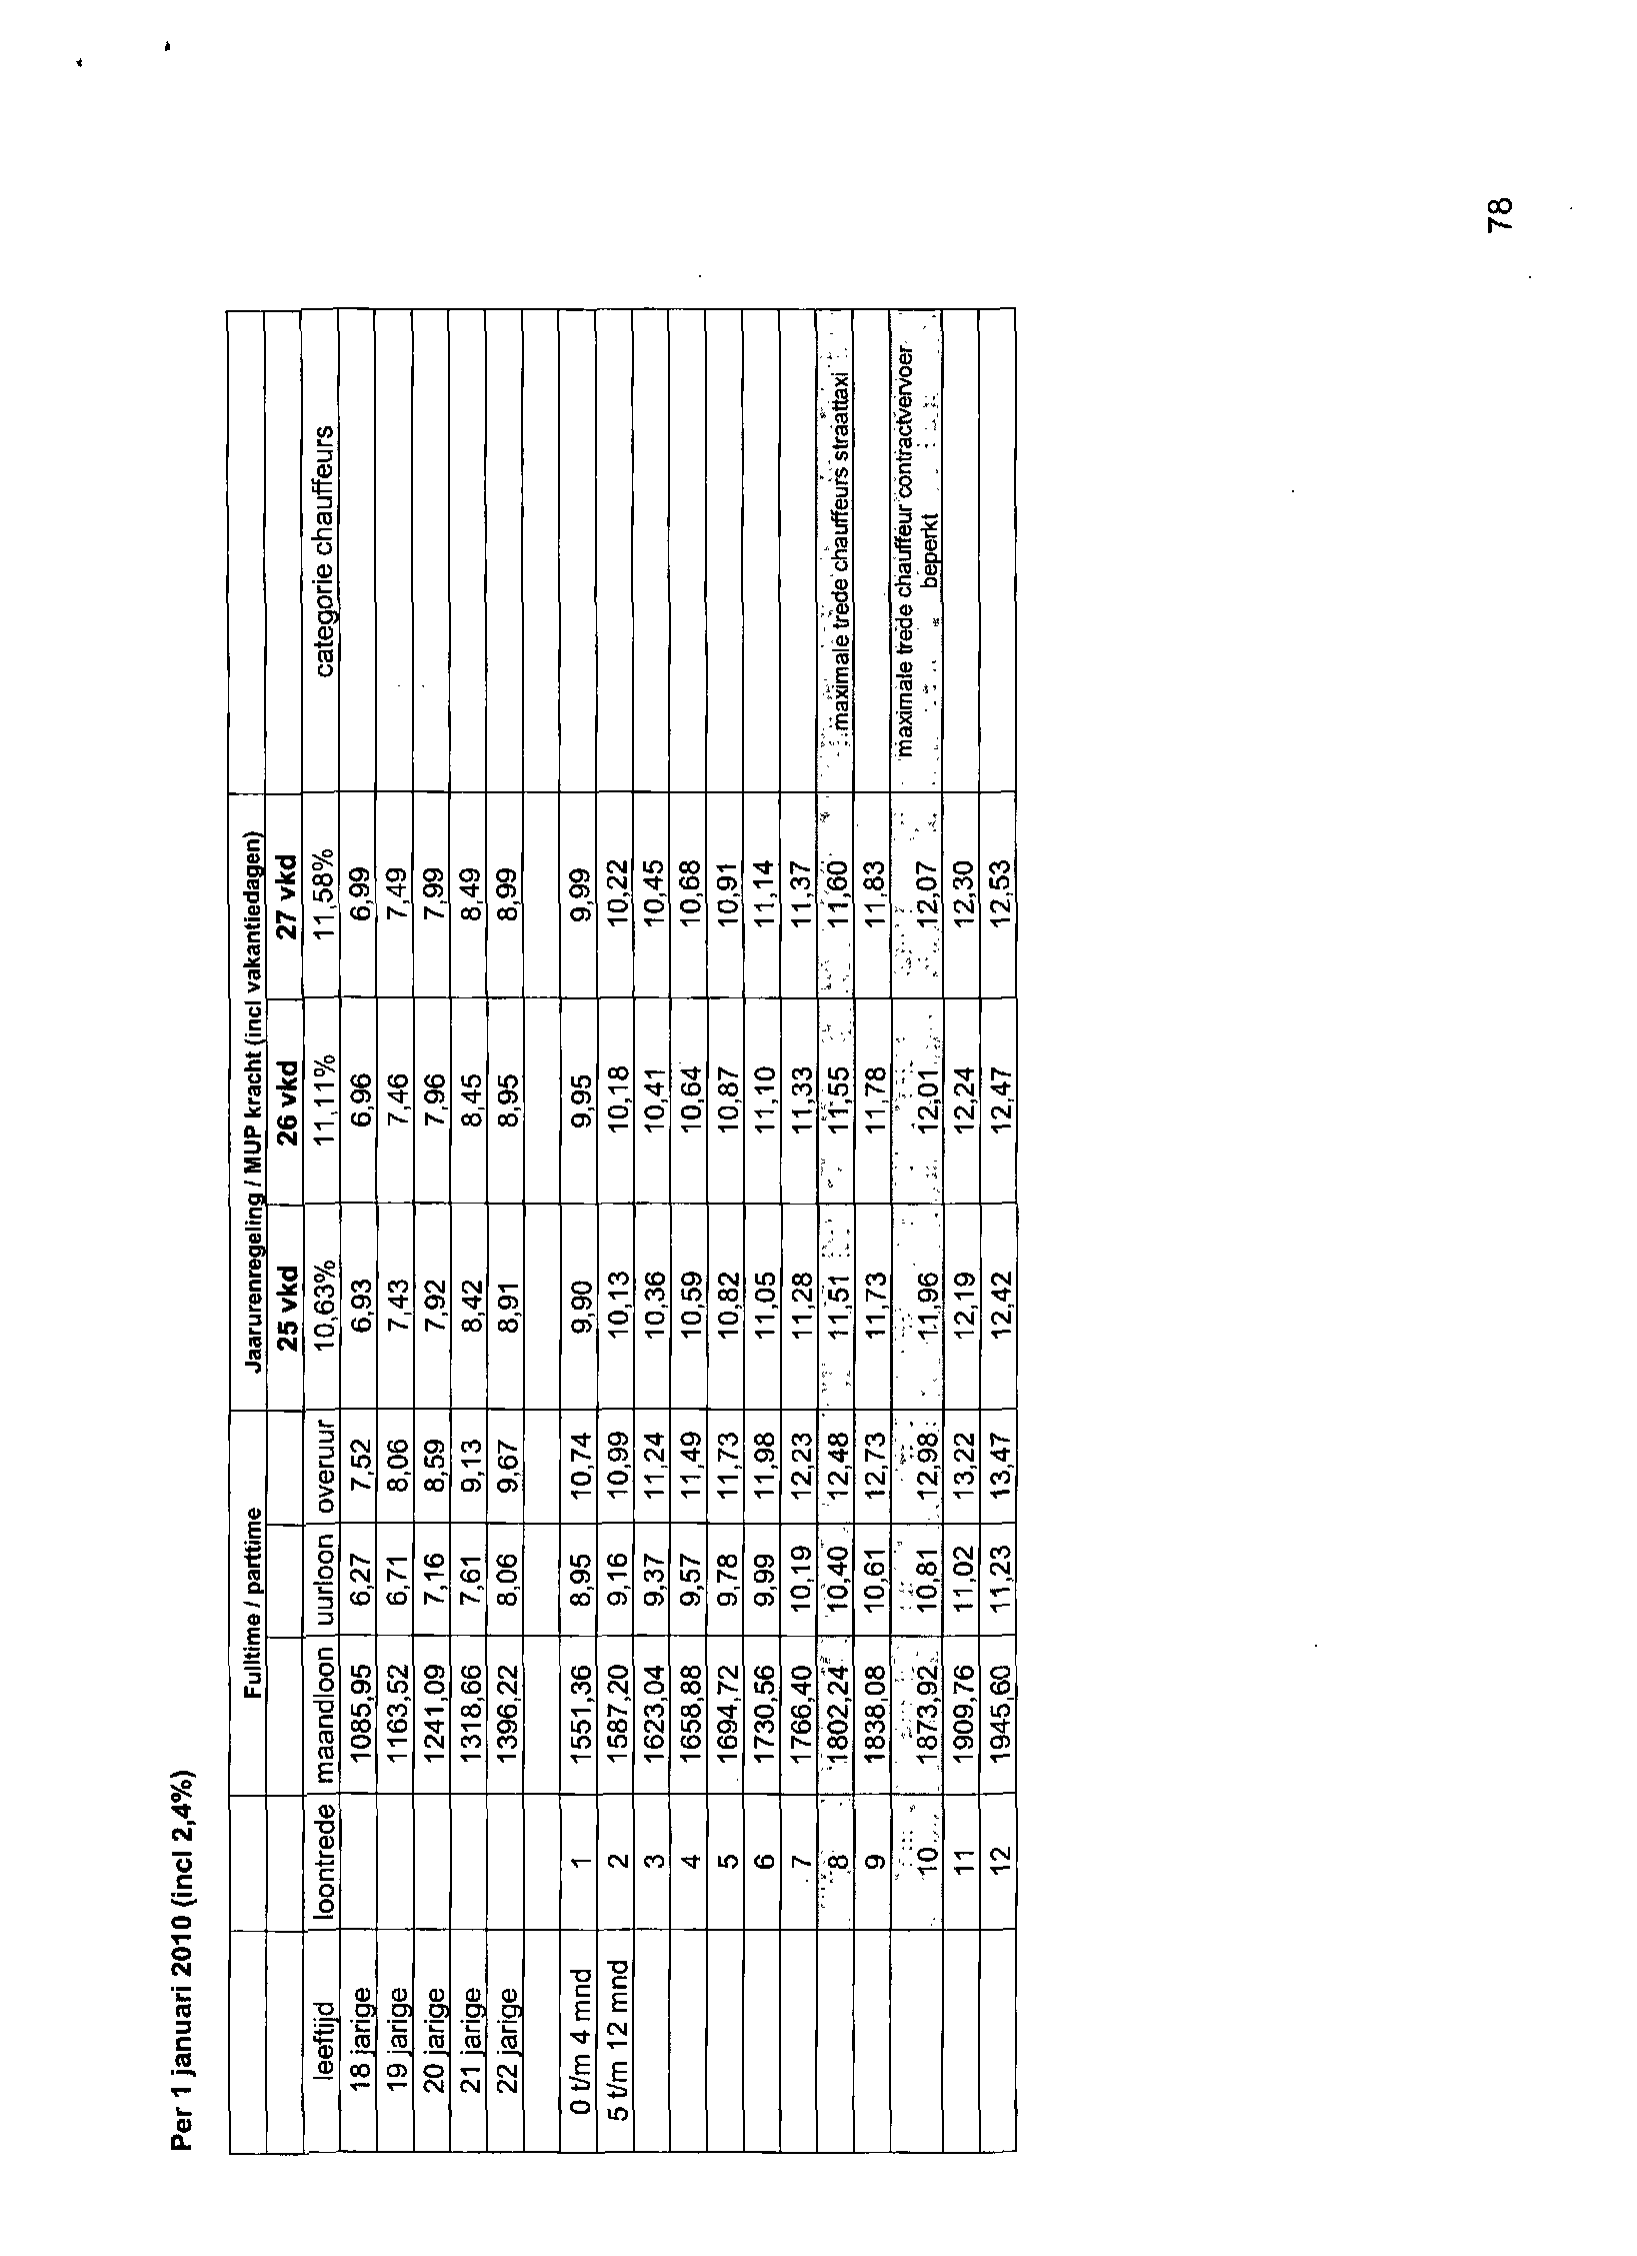 Per 1 januari 2010 (incl 2,4%)
Fulltime / parttime Jaarurenregeling / MUP kracht (incl vakantiedagen)
25 vkd 26 vkd 27 vkd
leeftijd loontrede maandloon uurloon overuur 10,63% 11,11% 11,58% categorie chauffeurs
18 jarige 1085,95 6,27 7,52 6,93 6,96 6,99
19 jarige 1163,52 6,71 8,06 7,43 7,46 7,49
20 jarige 1241,09 7,16 8,59 7,92 7,96 7,99
21 jarige 1318,66 7,61 9,13 8,42 8,45 8,49
22 jarige 1396,22 8,06 9,67 8,91 8,95 8,99
0 t/m 4 mnd 1 1551,36 8,95 10,74 9,90 9,95 9,99
5 t/m 12 mnd 2 1587,20 9,16 10,99 10,13 10,18 10,22
3 1623,04 9,37 11,24 10,36 10,41 10,45
4 1658,88 9,57 11,49 10,59 10,64 10,68
5 1694,72 9,78 11,73 10,82 10,87 10,91
6 1730,56 9,99 11,98 11,05 11,10 11,14
7 1766,40 10,19 12,23 11,28 11,33 11,37
8 1802,24 10,40 12,48 11,51 11,55 11,60 maximale trede chauffeurs straattaxi
9 1838,08 10,61 12,73 11,73 11,78 11,83
10 1873,92 10,81 12,98 11,96 12,01 12,07 maximale trede chauffeur contractvervoer
beperkt
11 1909,76 11,02 13,22 12,19 12,24 12,30
12 1945,60 11,23 13,47 12,42 12,47 12,53
78